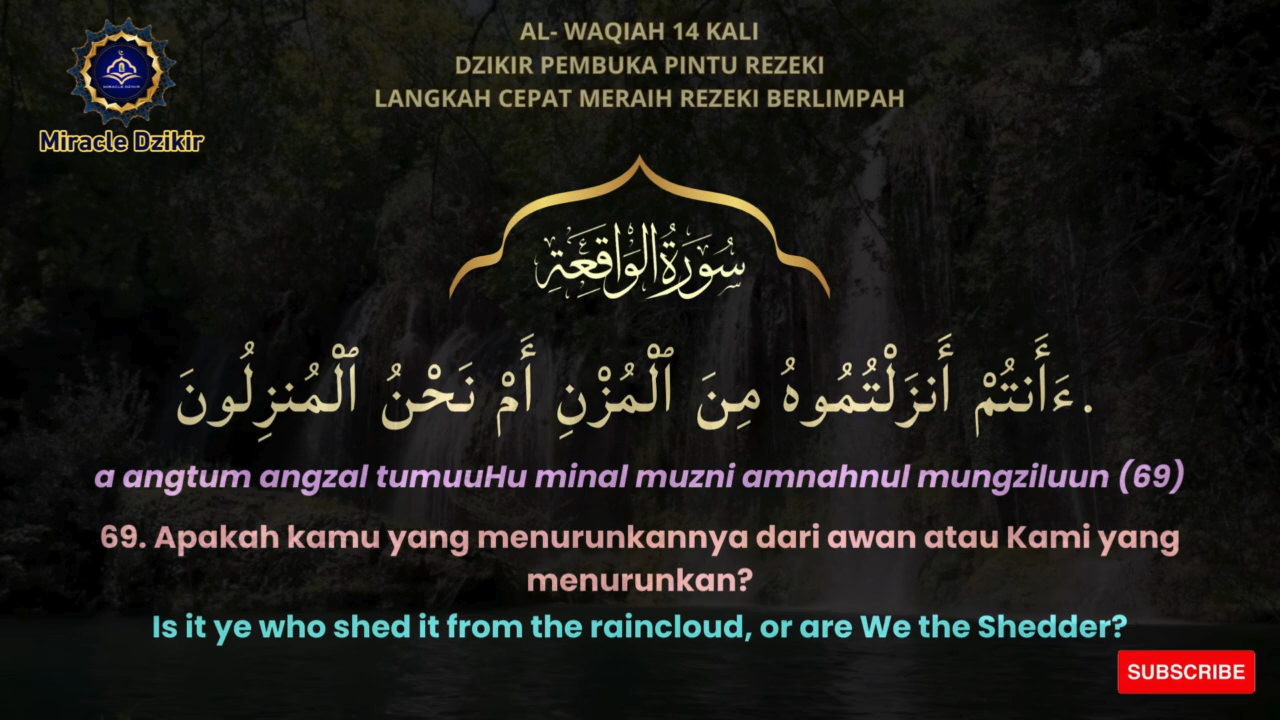 AL- WAQIAH 14 KALI
DZIKIR PEMBUKA PINTU REZEKI
LANGKAH CEPAT MERAIH REZEKI BERLIMPAH
Miracle Dzikir
سُورَةُ الوَاقِعَةِ
ءَأَنتُمْ أَنزَلْتُمُوهُ مِنَ ٱلْمُزْنِ أَمْ نَحْنُ ٱلْمُنزِلُونَ.
a angtum angzal tumuuHu minal muzni amnahnul mungziluun (69)
69. Apakah kamu yang menurunkannya dari awan atau Kami yang
menurunkan?
Is it ye who shed it from the raincloud, or are We the Shedder?
SUBSCRIBE